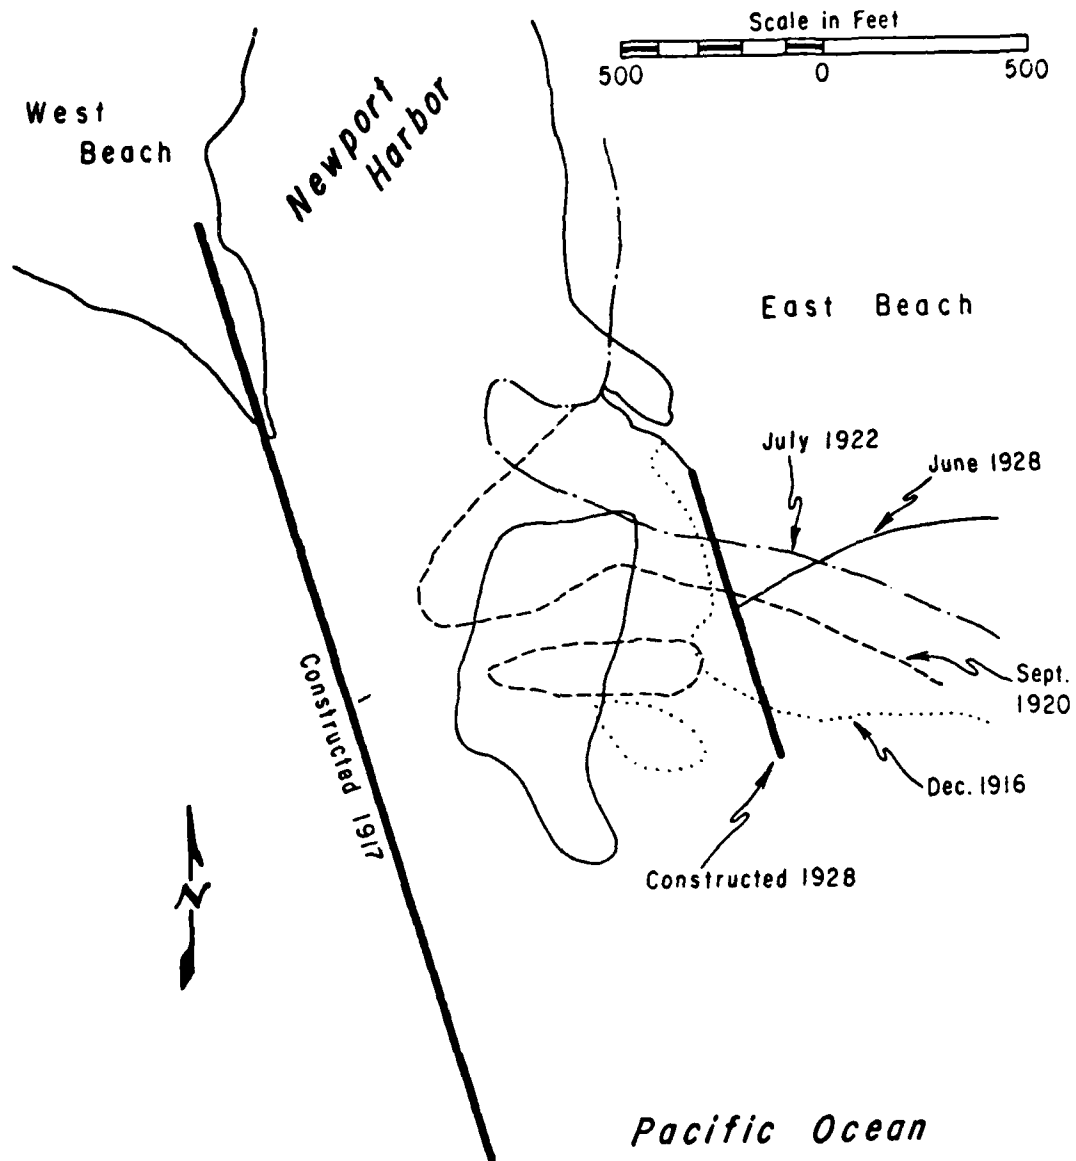 Scale in Feet
500 0 500
West
Beach
Newport
Harbor
East Beach
July 1922
June 1928
Sept.
1920
Dec. 1916
Constructed 1917
Constructed 1928
N
Pacific Ocean